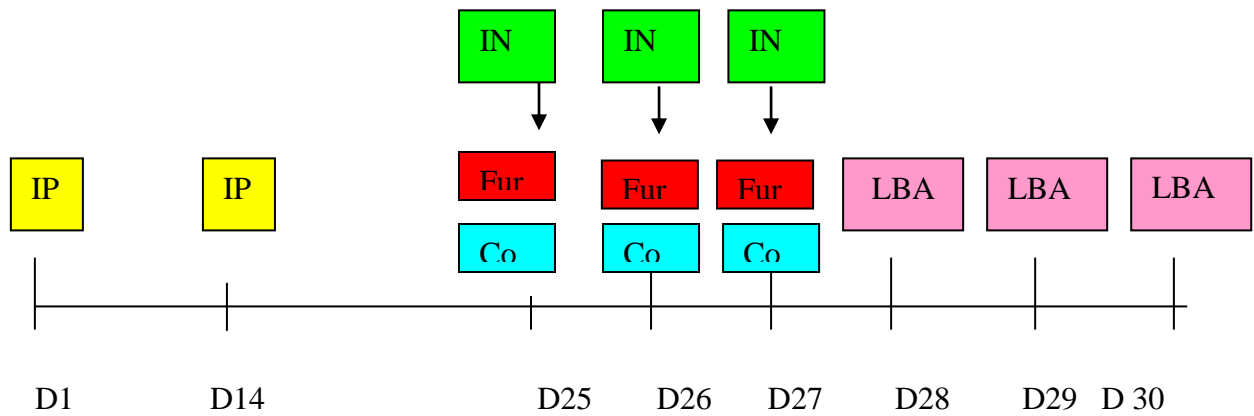 IN IN IN
IP IP Fur Fur Fur LBA LBA LBA
Co Co Co
D1 D14 D25 D26 D27 D28 D29 D 30